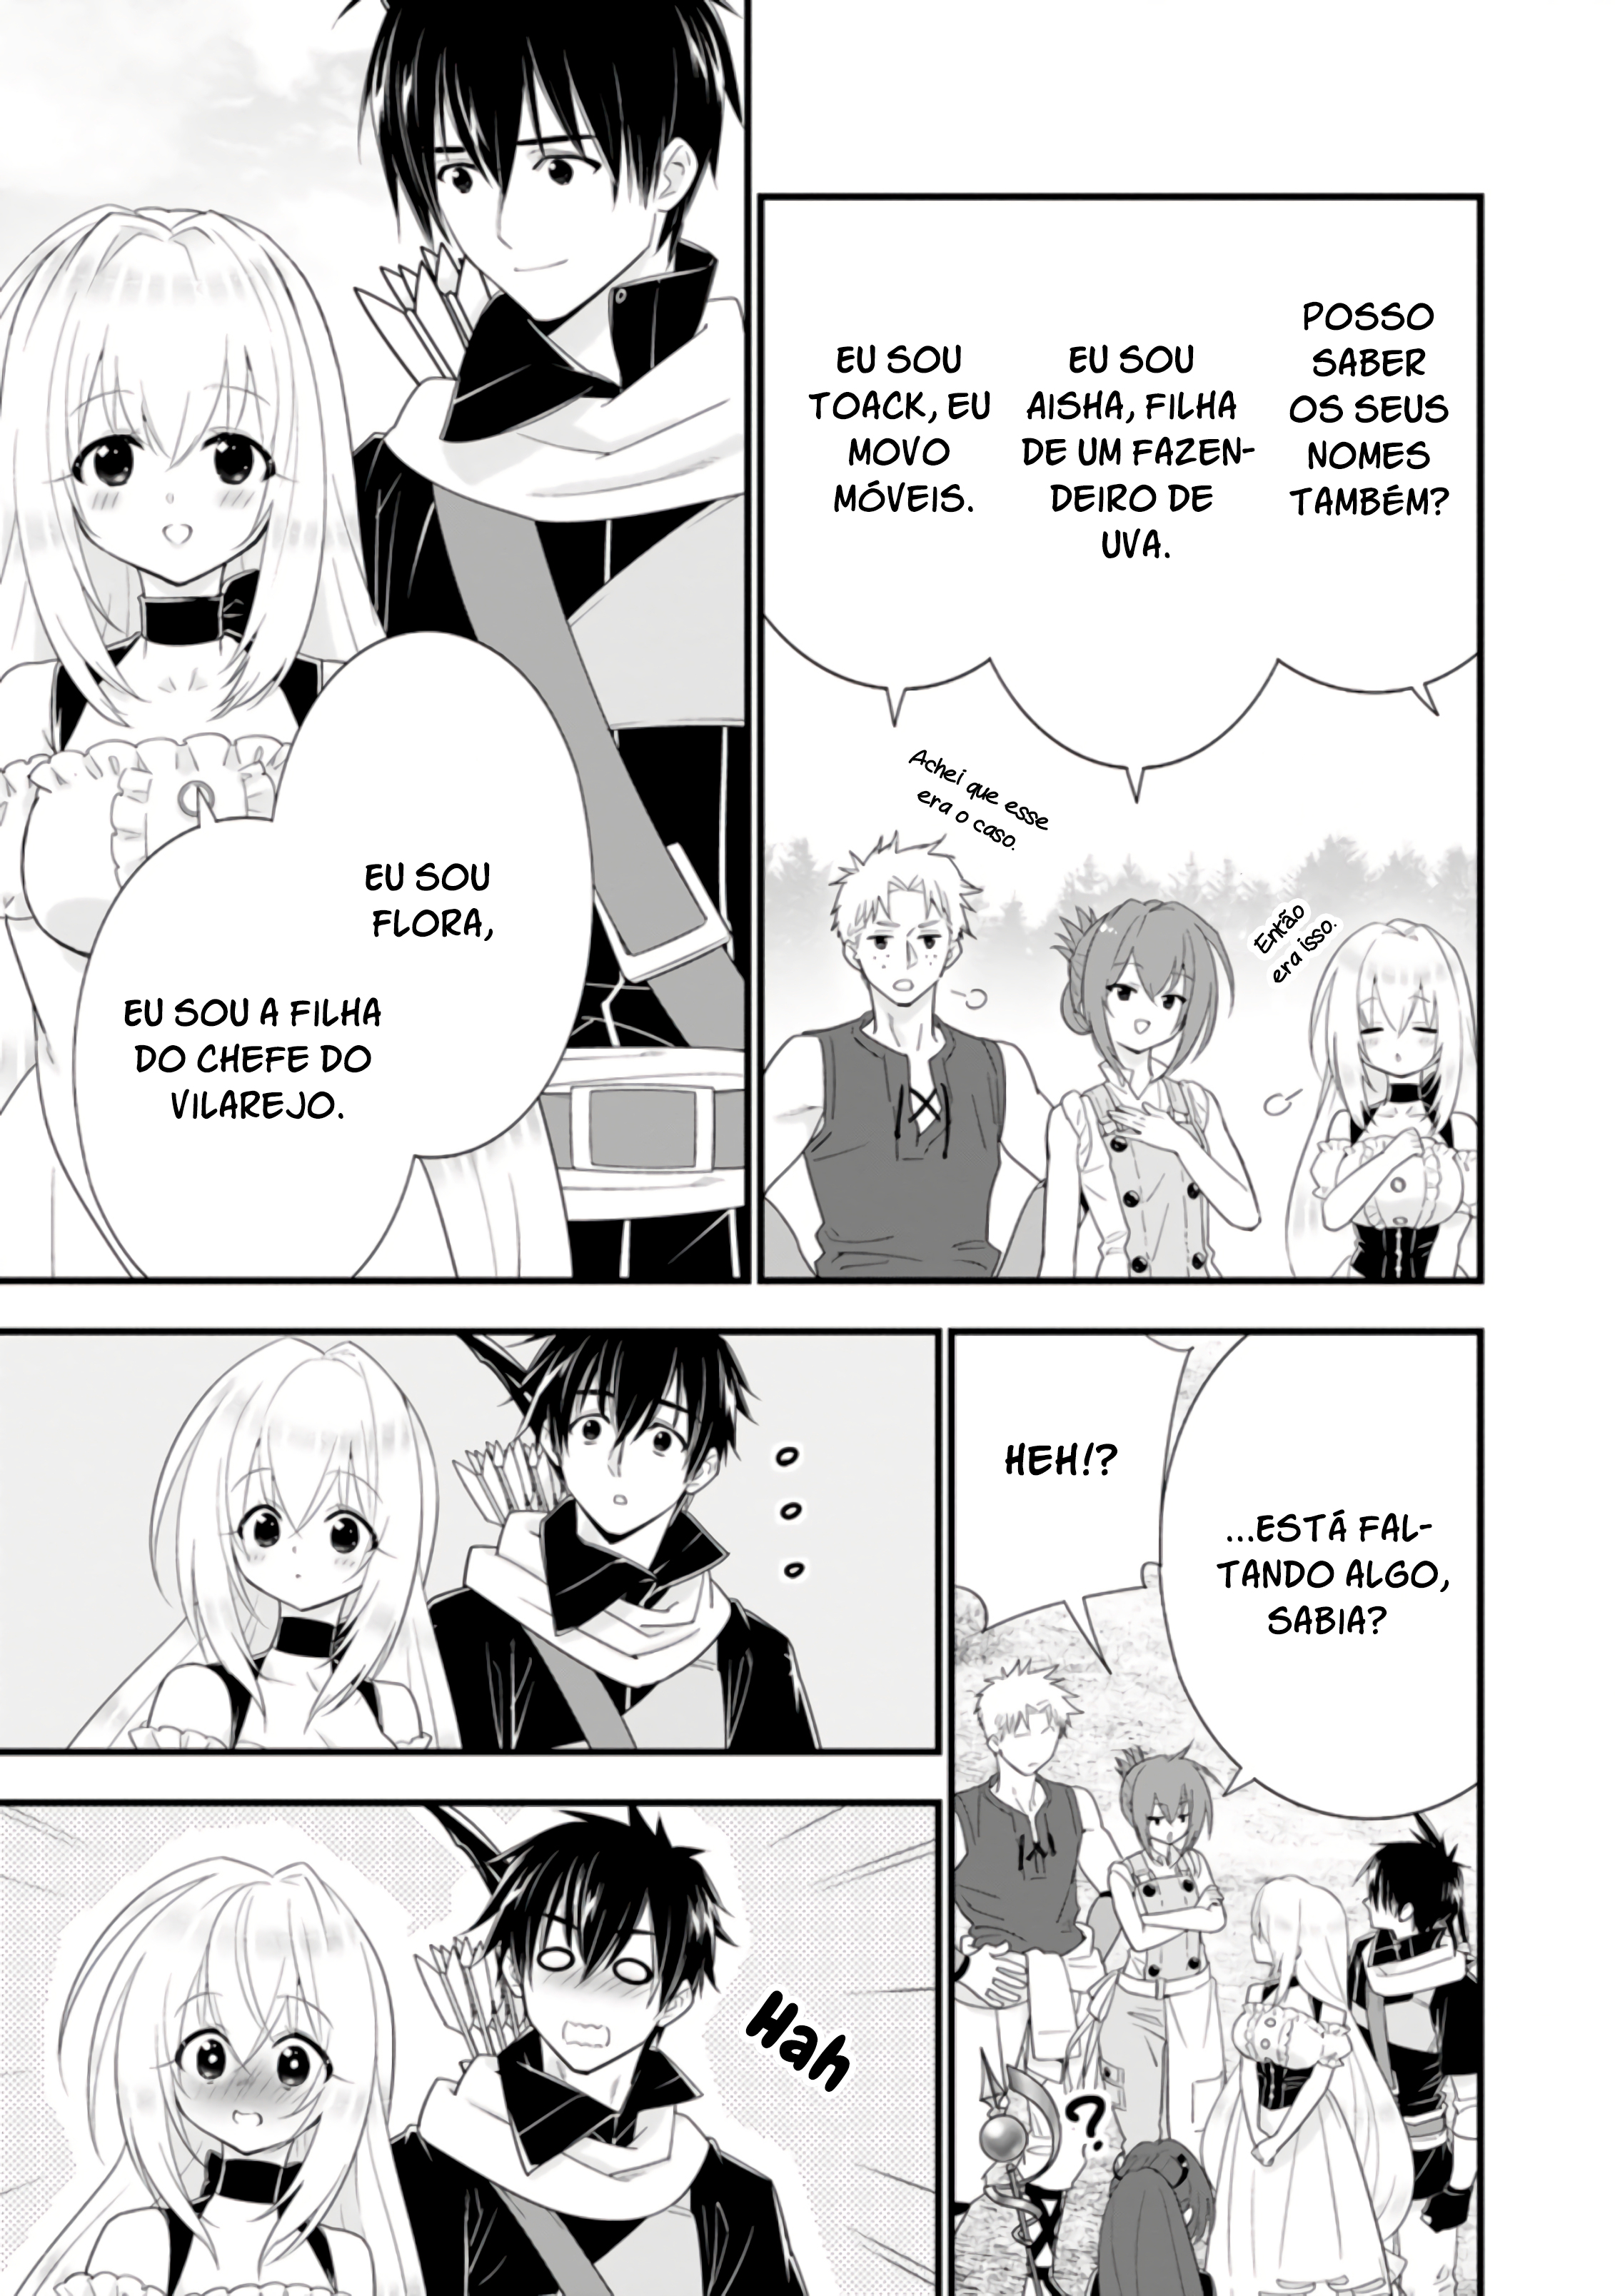 POSSO
SABER
OS SEUS
NOMES
TAMBÉM?
EU SOU
AISHA, FILHA
DE UM FAZEN-
DEIRO DE
UVA.
EU SOU
TOACK, EU
MOVO
MÓVEIS.
Então
era isso.
Achei que esse
era o caso.
EU SOU
FLORA,
EU SOU A FILHA
DO CHEFE DO
VILAREJO.
...ESTÁ FAL-
TANDO ALGO,
SABIA?
HEH!?
?
Hah